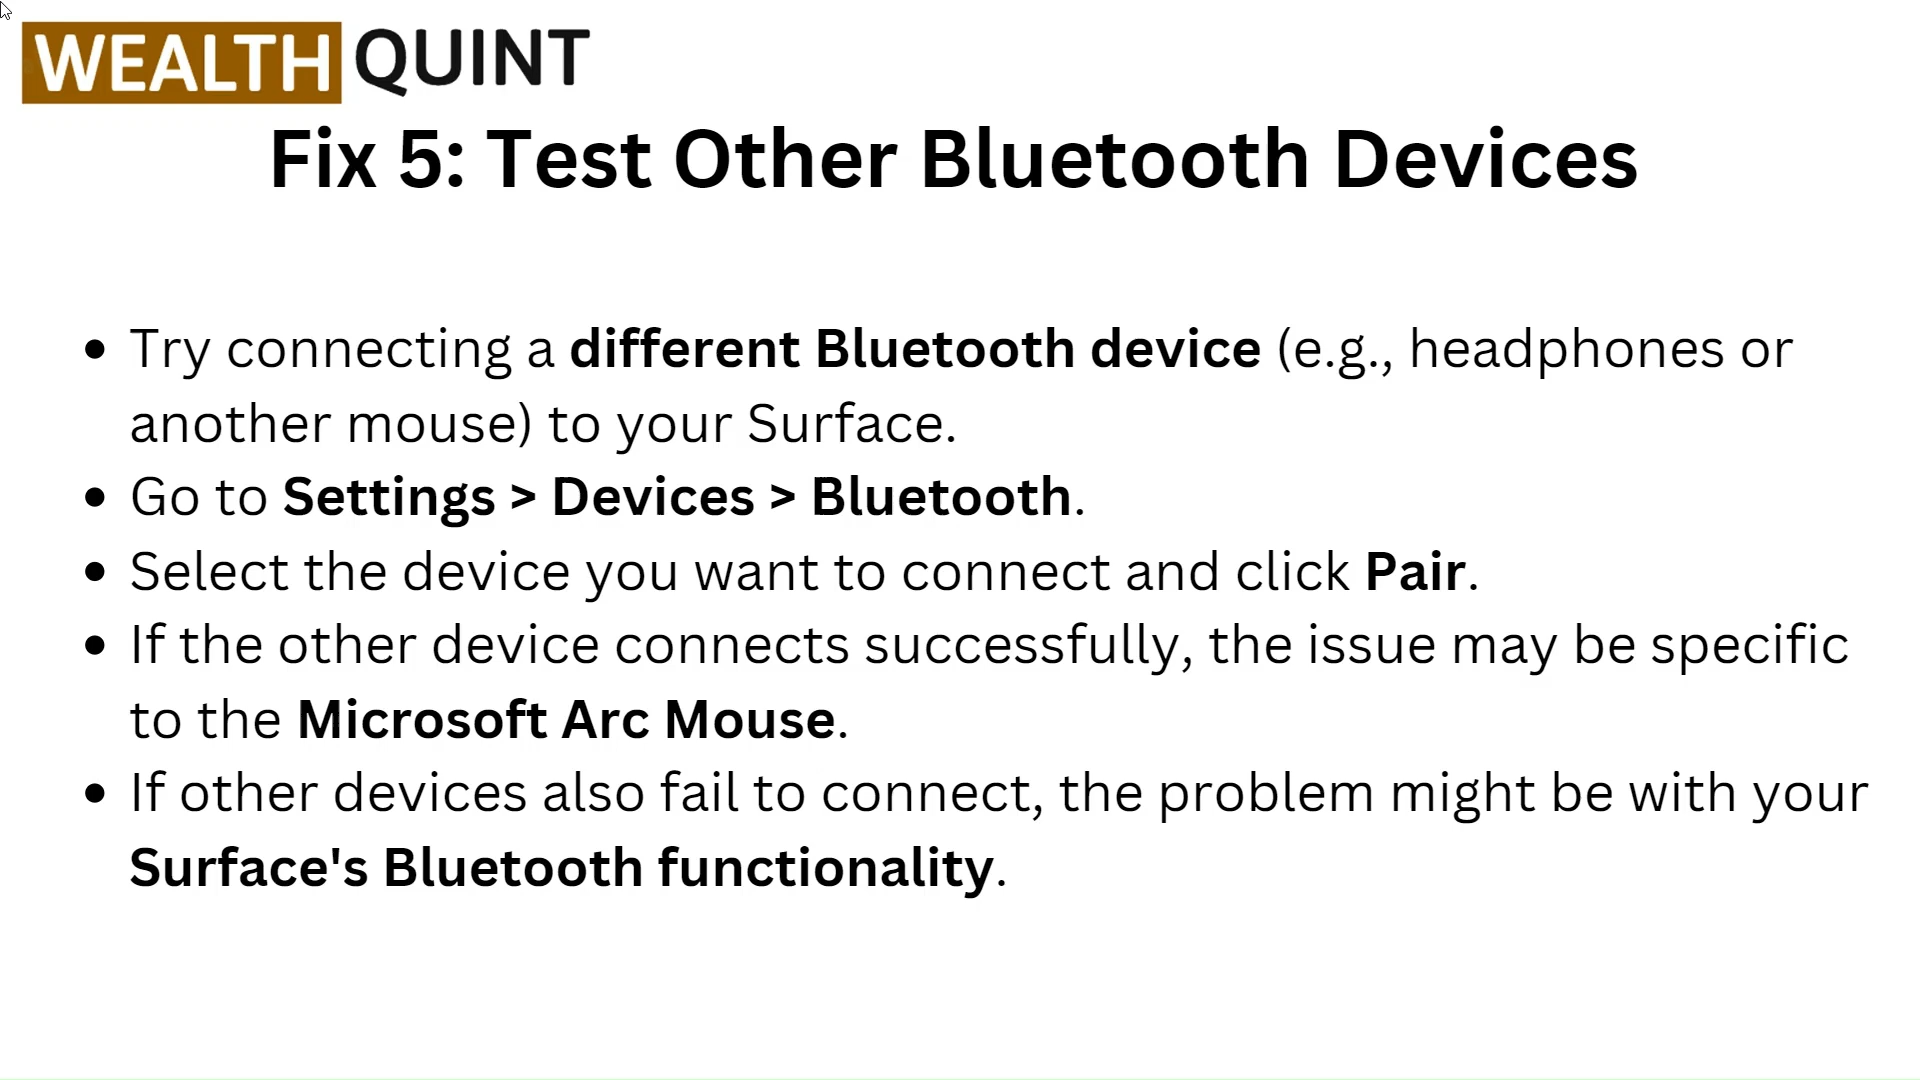 WEALTH QUINT
Fix 5: Test Other Bluetooth Devices
• Try connecting a different Bluetooth device (e.g., headphones or
another mouse) to your Surface.
• Go to Settings > Devices > Bluetooth.
• Select the device you want to connect and click Pair.
• If the other device connects successfully, the issue may be specific
to the Microsoft Arc Mouse.
• If other devices also fail to connect, the problem might be with your
Surface's Bluetooth functionality.